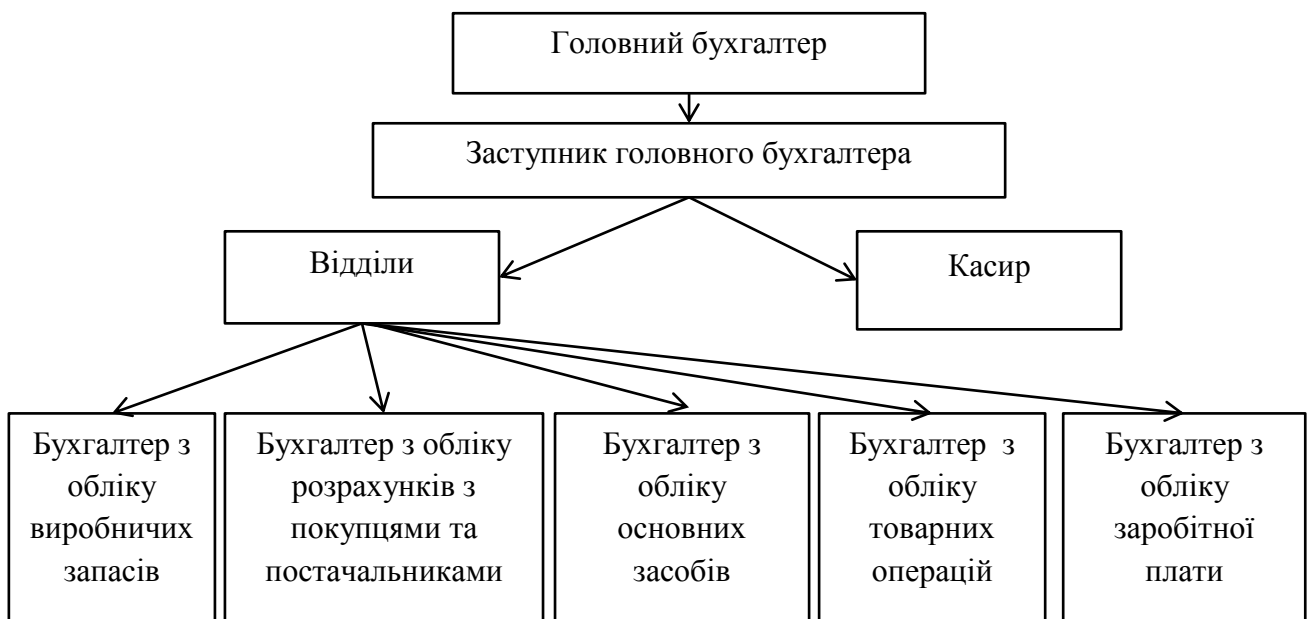 Головний бухгалтер
Заступник головного бухгалтера
Відділи
Касир
Бухгалтер з
обліку
виробничих
запасів
Бухгалтер з обліку
розрахунків з
покупцями та
постачальниками
Бухгалтер з
обліку
основних
засобів
Бухгалтер з
обліку
товарних
операцій
Бухгалтер з
обліку
заробітної
плати